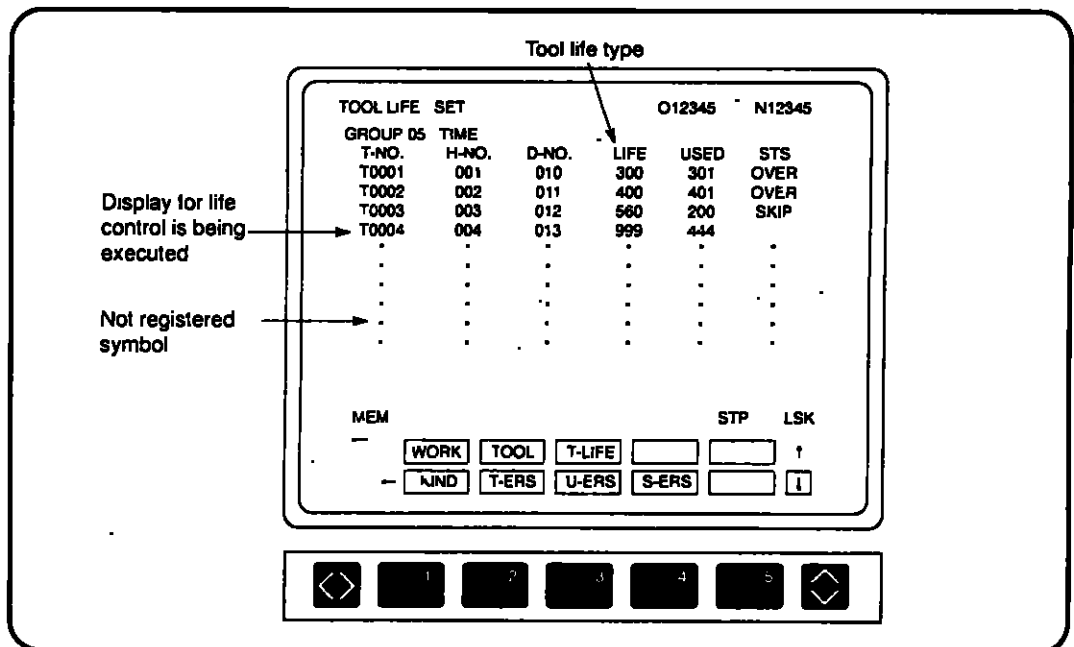 Tool life type
TOOL LIFE SET O12345 N12345
GROUP 05 TIME
T-NO. H-NO. D-NO. LIFE USED STS
T0001 001 010 300 301 OVER
T0002 002 011 400 401 OVER
T0003 003 012 560 200 SKIP
T0004 004 013 999 444
Display for life
control is being
executed
Not registered
symbol
MEM STP LSK
WORK TOOL T-LIFE ↑
← KIND T-ERS U-ERS S-ERS ↓
1 2 3 4 5